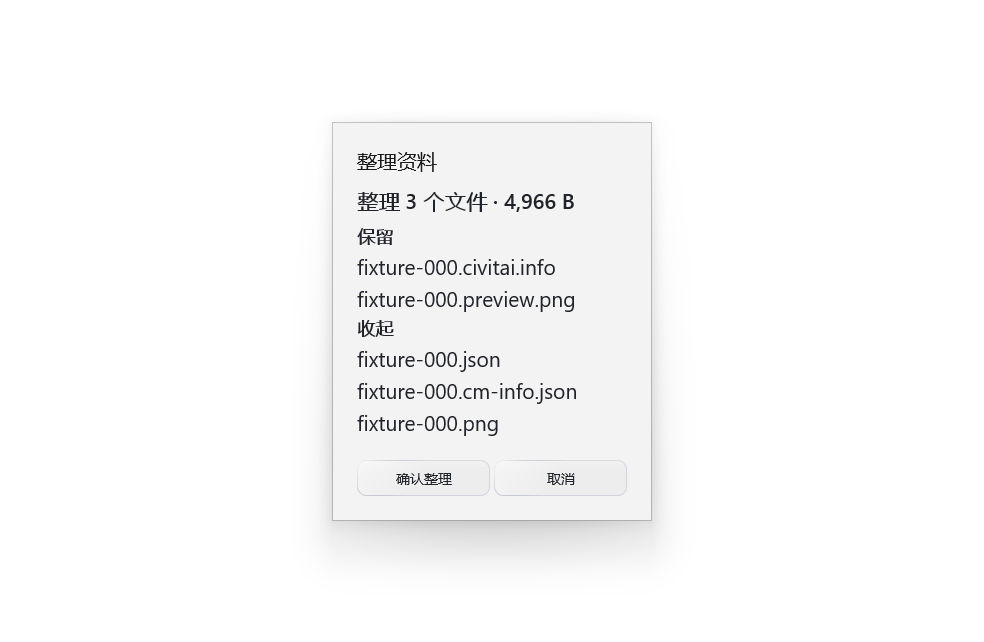 整理资料
整理 3 个文件 · 4,966 B
保留
fixture-000.civitai.info
fixture-000.preview.png
收起
fixture-000.json
fixture-000.cm-info.json
fixture-000.png
确认整理 取消